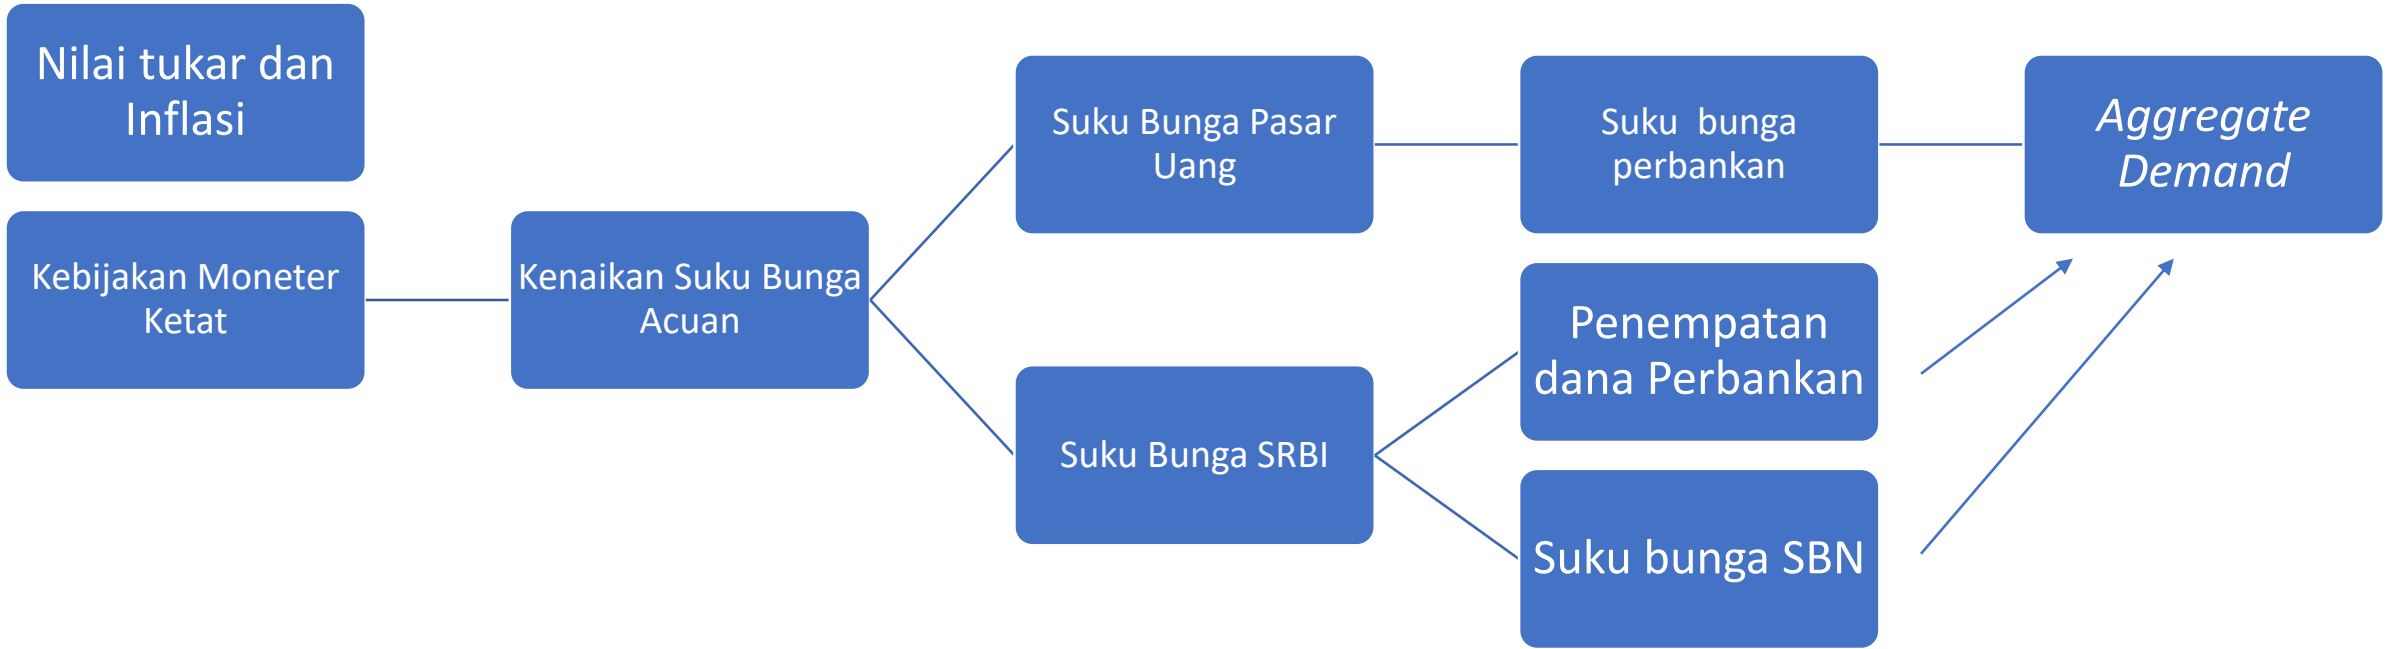 Nilai tukar dan
Inflasi
Kebijakan Moneter
Ketat
Kenaikan Suku Bunga
Acuan
Suku Bunga Pasar
Uang
Suku bunga
perbankan
Aggregate
Demand
Suku Bunga SRBI
Penempatan
dana Perbankan
Suku bunga SBN